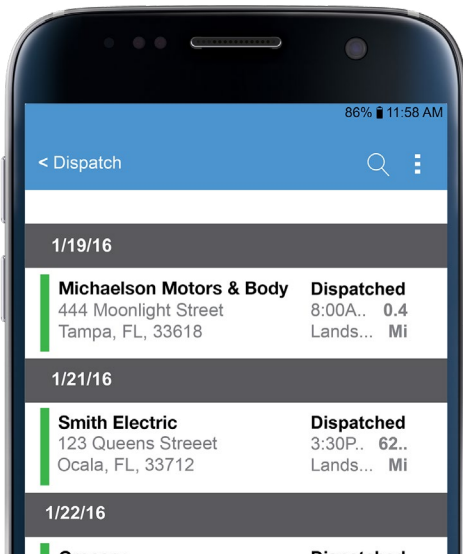 86% 11:58 AM
< Dispatch
1/19/16
Michaelson Motors & Body Dispatched
444 Moonlight Street 8:00A.. 0.4
Tampa, FL, 33618 Lands... Mi
1/21/16
Smith Electric Dispatched
123 Queens Streeet 3:30P.. 62..
Ocala, FL, 33712 Lands... Mi
1/22/16
Dispatched